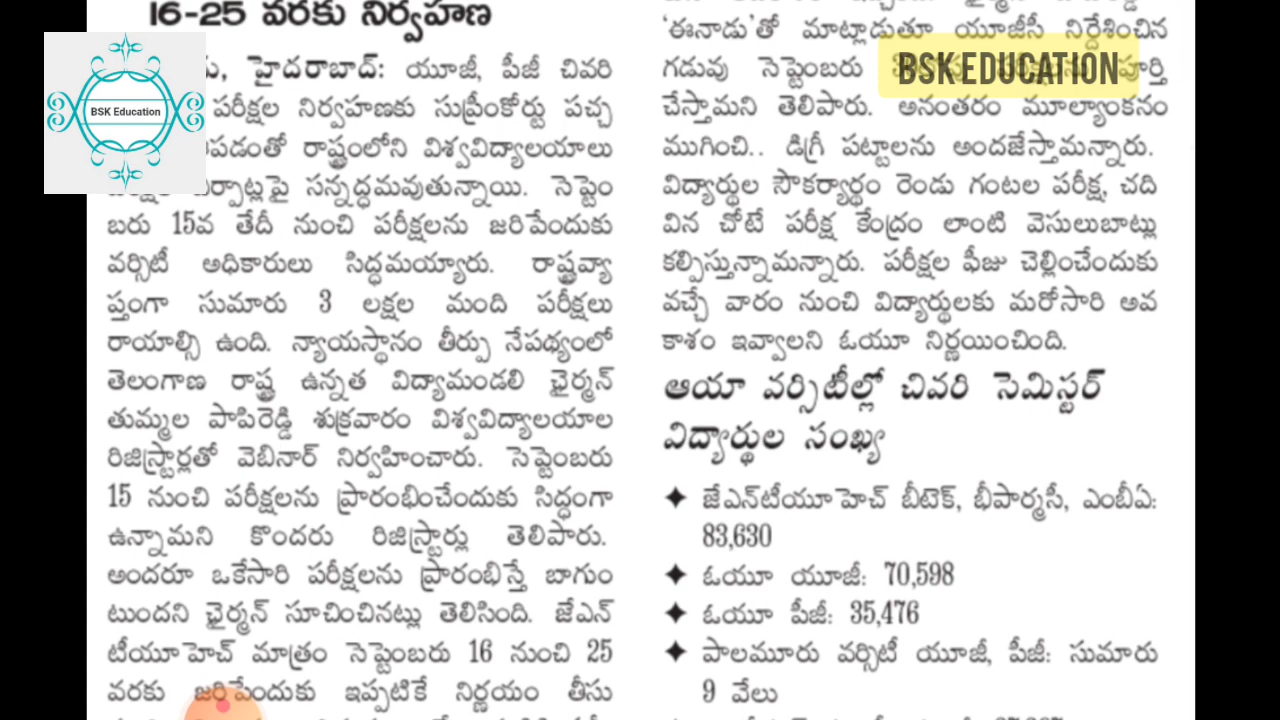 16-25 వరకు నిర్వహణ
BSK Education
హైదరాబాద్: యూజీ, పీజీ చివరి
పరీక్షల నిర్వహణకు సుప్రీంకోర్టు పచ్చ
రాష్ట్రంలోని విశ్వవిద్యాలయాలు
సన్నద్ధమవుతున్నాయి. సెప్టెం
బరు 15వ తేదీ నుంచి పరీక్షలను జరిపేందుకు
వర్సిటీ అధికారులు సిద్ధమయ్యారు. రాష్ట్రవ్యా
ప్తంగా సుమారు 3 లక్షల మంది పరీక్షలు
రాయాల్సి ఉంది. న్యాయస్థానం తీర్పు నేపథ్యంలో
తెలంగాణ రాష్ట్ర ఉన్నత విద్యామండలి ఛైర్మన్
తుమ్మల పాపిరెడ్డి శుక్రవారం విశ్వవిద్యాలయాల
రిజిస్ట్రార్లతో వెబినార్ నిర్వహించారు. సెప్టెంబరు
15 నుంచి పరీక్షలను ప్రారంభించేందుకు సిద్ధంగా
ఉన్నామని కొందరు రిజిస్ట్రార్లు తెలిపారు.
అందరూ ఒకేసారి పరీక్షలను ప్రారంభిస్తే బాగుం
టుందని ఛైర్మన్ సూచించినట్లు తెలిసింది. జేఎన్
టీయూహెచ్ మాత్రం సెప్టెంబరు 16 నుంచి 25
వరకు జరిపేందుకు ఇప్పటికే నిర్ణయం తీసు
'ఈనాడు'తో మాట్లాడుతూ యూజీసీ నిర్దేశించిన
గడువు సెప్టెంబరు
BSK EDUCATION
చేస్తామని తెలిపారు. అనంతరం మూల్యాంకనం
ముగించి.. డిగ్రీ పట్టాలను అందజేస్తామన్నారు.
విద్యార్థుల సౌకర్యార్థం రెండు గంటల పరీక్ష, చది
విన చోటే పరీక్ష కేంద్రం లాంటి వెసులుబాట్లు
కల్పిస్తున్నామన్నారు. పరీక్షల ఫీజు చెల్లించేందుకు
వచ్చే వారం నుంచి విద్యార్థులకు మరోసారి అవ
కాశం ఇవ్వాలని ఓయూ నిర్ణయించింది.
ఆయా వర్సిటీల్లో చివరి సెమిస్టర్
విద్యార్థుల సంఖ్య
✦ జేఎన్‌టీయూహెచ్ బీటెక్, భీపార్మసీ, ఎంబీఏ:
83,630
✦ ఓయూ యూజీ: 70,598
✦ ఓయూ పీజీ: 35,476
✦ పాలమూరు వర్సిటీ యూజీ, పీజీ: సుమారు
9 వేలు